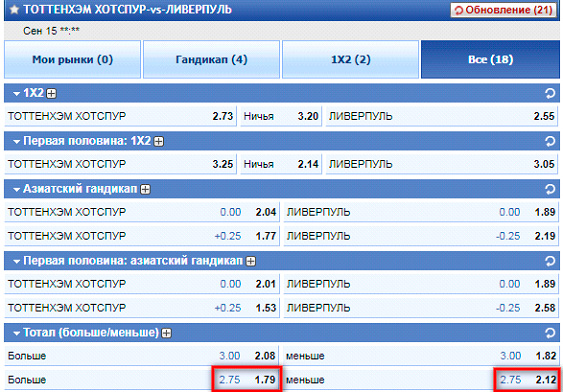 ТОТТЕНХЭМ ХОТСПУР-vs-ЛИВЕРПУЛЬ Обновление (21)
Сен 15 **:**
Мои рынки (0) Гандикап (4) 1X2 (2) Все (18)
1X2
ТОТТЕНХЭМ ХОТСПУР 2.73 Ничья 3.20 ЛИВЕРПУЛЬ 2.55
Первая половина: 1X2
ТОТТЕНХЭМ ХОТСПУР 3.25 Ничья 2.14 ЛИВЕРПУЛЬ 3.05
Азиатский гандикап
ТОТТЕНХЭМ ХОТСПУР 0.00 2.04 ЛИВЕРПУЛЬ 0.00 1.89
ТОТТЕНХЭМ ХОТСПУР +0.25 1.77 ЛИВЕРПУЛЬ -0.25 2.19
Первая половина: азиатский гандикап
ТОТТЕНХЭМ ХОТСПУР 0.00 2.01 ЛИВЕРПУЛЬ 0.00 1.89
ТОТТЕНХЭМ ХОТСПУР +0.25 1.53 ЛИВЕРПУЛЬ -0.25 2.58
Тотал (больше/меньше)
Больше 3.00 2.08 меньше 3.00 1.82
Больше 2.75 1.79 меньше 2.75 2.12